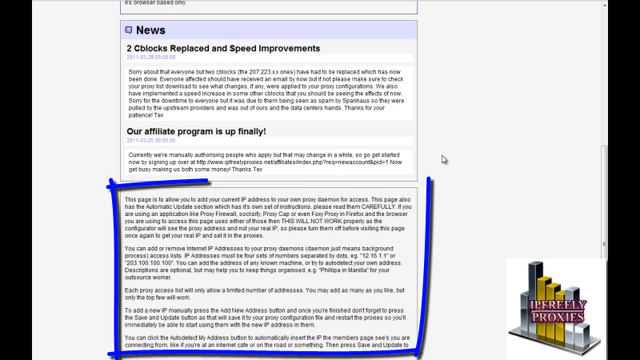 it's browser based only.
News
2 Cblocks Replaced and Speed Improvements
2011-03-29 00:00:00
Sorry about that everyone but two cblocks (the 207.223.x.x ones) have had to be replaced which has now
been done. Everyone affected should have received an email by now but if not please make sure to check
your proxy list download to see what changes, if any, were applied to your proxy configurations. We also
have implemented a speed increase in some other cblocks that you should be seeing the effects of now.
Sorry for the downtime to everyone but it was due to them being seen as spam by Spanhaus so they were
pulled by the upstream providers and was out of ours and the data centers hands. Thanks everyone for
your patience! Tex
Our affiliate program is up finally!
Currently we're manually authorising people who apply but that may change in a while, so go get started
now by signing up over at http://www.ipfreelyproxies.net/affiliates/index.php?req=newaccount&pid=1 Now
get busy making us both some money! Thanks Tex
This page is to allow you to add your current IP address to your own proxy daemon for access. This page also
has the Automatic Update section which has it's own set of instructions, please read them CAREFULLY. If you
are using an application like Proxy Firewall, socksify, Proxy Cap or even Foxy Proxy in Firefox and the browser
you are using to access this page uses either of those then THIS WILL NOT WORK properly as the
configurator will see the proxy address and not your real IP, so please turn them off before visiting this page
once again to get your real IP and set it in the proxies.
You can add or remove Internet IP Addresses to your proxy daemons (daemon just means background
process) access lists. IP Addresses must be four sets of numbers separated by dots, eg. "12.16.1.1" or
"203.100.100.100". You can add the address of any known machine, or try to autodetect your own address.
Descriptions are optional, but may help you to keep things organised. e.g. "Phillipa in Manilla" for your
outsource worker.
Each proxy access list will only allow a limited number of addresses. You may add as many as you like, but
only the top few will work.
To add a new IP manually press the Add New Address button and once you're finished don't forget to press
the Save and Update to button as that will save it to your proxy configuration file and restart the proxies so you'll
immediately be able to start using them with the new IP address in them.
You can click the Autodetect My Address button to automatically insert the IP the members page see's you are
connecting from, like if you're at an internet cafe or on the road or something. Then press Save and Update to
IPFREELY
PROXIES